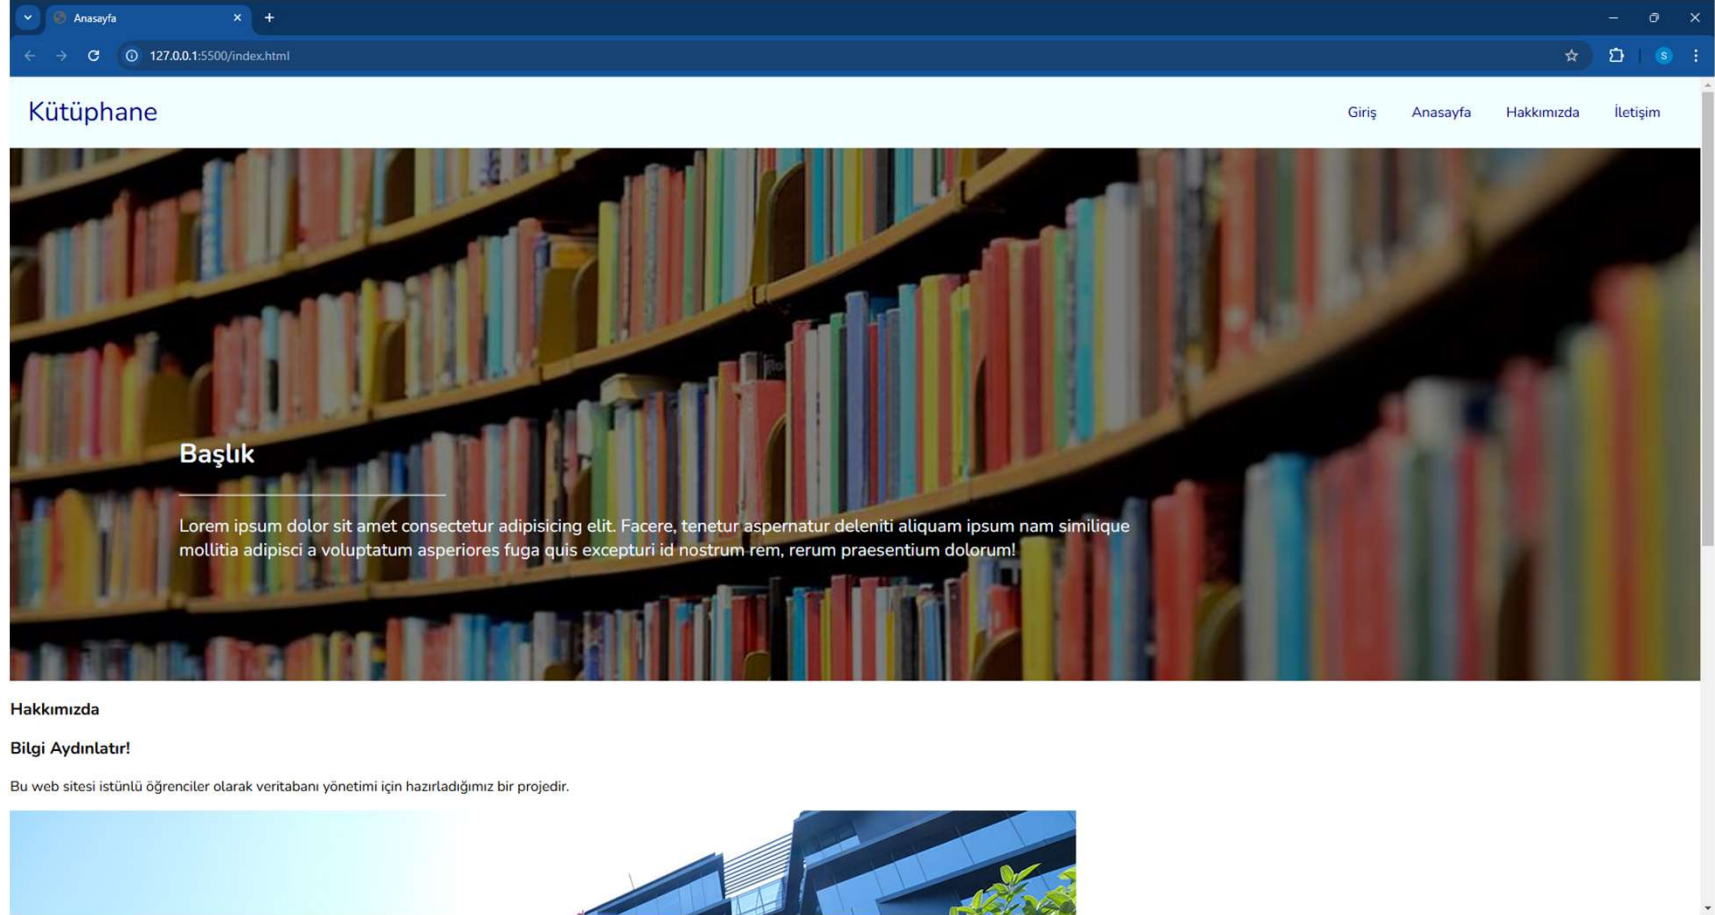 Anasayfa
127.0.0.1:5500/index.html
S
Kütüphane
Giriş Anasayfa Hakkımızda İletişim
Başlık
Lorem ipsum dolor sit amet consectetur adipisicing elit. Facere, tenetur aspernatur deleniti aliquam ipsum nam similique
mollitia adipisci a voluptatum asperiores fuga quis excepturi id nostrum rem, rerum praesentium dolorum!
Hakkımızda
Bilgi Aydınlatır!
Bu web sitesi istünlü öğrenciler olarak veritabanı yönetimi için hazırladığımız bir projedir.